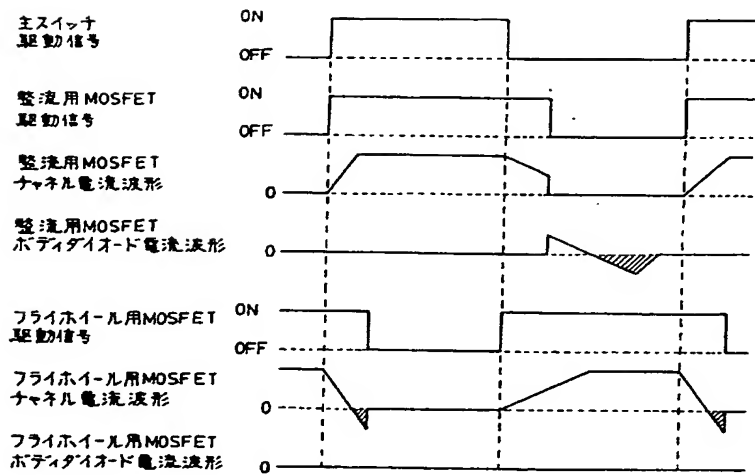 主スイッチ
駆動信号
ON
OFF
整流用MOSFET
駆動信号
ON
OFF
整流用MOSFET
チャネル電流波形
0
整流用MOSFET
ボディダイオード電流波形
0
フライホイール用MOSFET
駆動信号
ON
OFF
フライホイール用MOSFET
チャネル電流波形
0
フライホイール用MOSFET
ボディダイオード電流波形
0